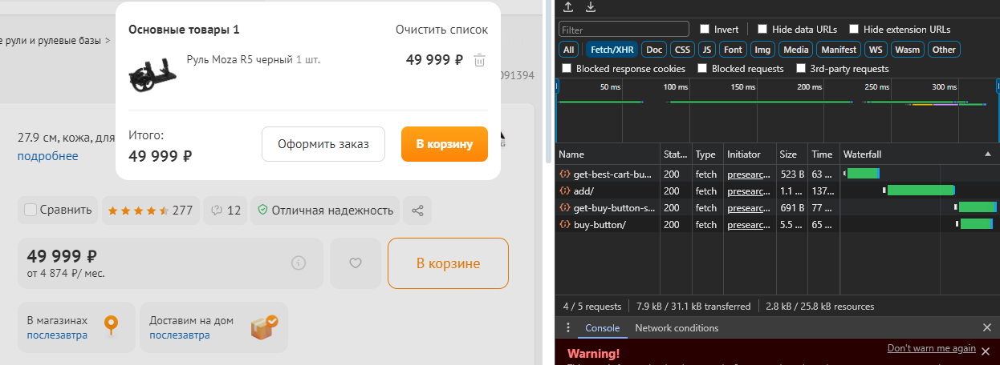 Основные товары 1
Очистить список
е рули и рулевые базы >
Руль Moza R5 черный 1 шт.
49 999 ₽
091394
27.9 см, кожа, для
подробнее
Итого:
49 999 ₽
Оформить заказ
В корзину
Сравнить
277
12
Отличная надежность
49 999 ₽
от 4 874 ₽/ мес.
В корзине
В магазинах
послезавтра
Доставим на дом
послезавтра
Filter
Invert
Hide data URLs
Hide extension URLs
All
Fetch/XHR
Doc
CSS
JS
Font
Img
Media
Manifest
WS
Wasm
Other
Blocked response cookies
Blocked requests
3rd-party requests
50 ms
100 ms
150 ms
200 ms
250 ms
300 ms
Name Stat... Type Initiator Size Time Waterfall
get-best-cart-bu... 200 fetch presearc... 523 B 63 ...
add/ 200 fetch presearc... 1.1 ... 137...
get-buy-button-s... 200 fetch presearc... 691 B 77 ...
buy-button/ 200 fetch presearc... 5.5 ... 65 ...
4 / 5 requests
7.9 kB / 31.1 kB transferred
2.8 kB / 25.8 kB resources
Console
Network conditions
Warning!
Don't warn me again